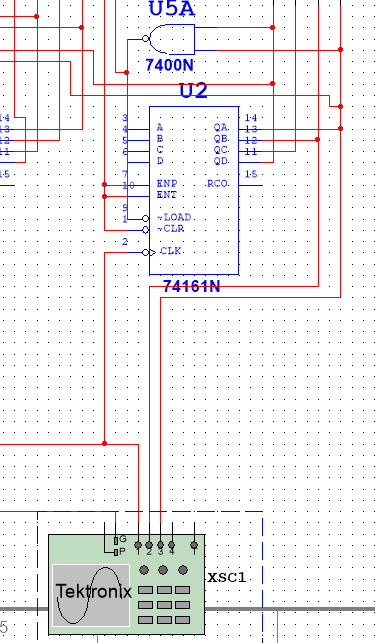 U5A
7400N
U2
14
13
12
11
15
3
4
5
6
7
10
9
1
2
A
B
C
D
ENP
ENT
~LOAD
~CLR
CLK
QA
QB
QC
QD
RCO
14
13
12
11
15
74161N
G
P
1 2 3 4
Tektronix
XSC1
5